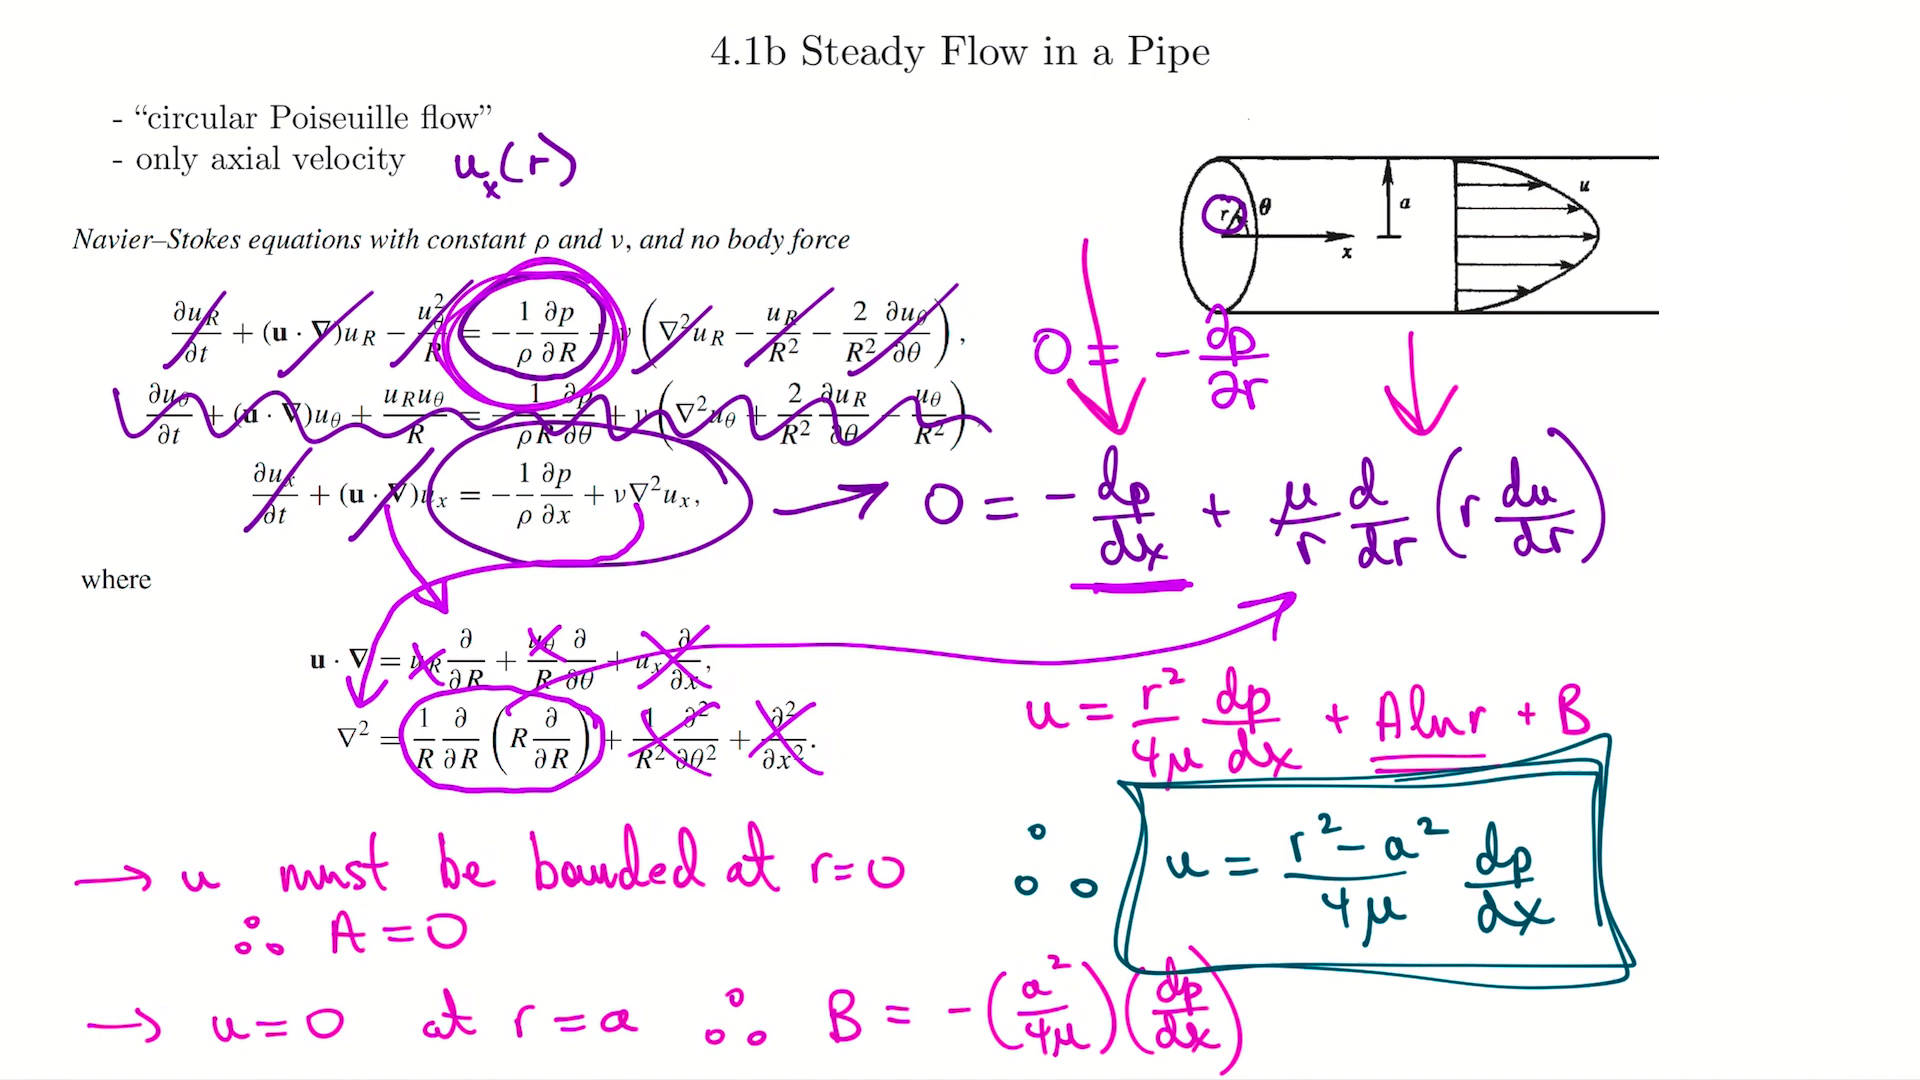 4.1b Steady Flow in a Pipe
- “circular Poiseuille flow”
- only axial velocity u_x(r)
r θ x a u
Navier–Stokes equations with constant ρ and ν, and no body force
∂u_R/∂t + (u · ∇)u_R − u_θ²/R = −(1/ρ) ∂p/∂R + ν(∇²u_R − u_R/R² − (2/R²) ∂u_θ/∂θ),
0 = − ∂p/∂r
∂u_θ/∂t + (u · ∇)u_θ + u_R u_θ/R = −(1/ρR) ∂p/∂θ + ν(∇²u_θ + (2/R²) ∂u_R/∂θ − u_θ/R²)
∂u_x/∂t + (u · ∇)u_x = −(1/ρ) ∂p/∂x + ν∇²u_x, → 0 = − dp/dx + (μ/r) d/dr (r du/dr)
where
u · ∇ = u_R ∂/∂R + (u_θ/R) ∂/∂θ + u_x ∂/∂x,
∇² = (1/R) ∂/∂R (R ∂/∂R) + (1/R²) ∂²/∂θ² + ∂²/∂x².
u = (r²/4μ) dp/dx + A ln r + B
→ u must be bounded at r=0
∴ A = 0
∴ u = ((r² − a²)/4μ) dp/dx
→ u=0 at r=a ∴ B = −(a²/4μ)(dp/dx)